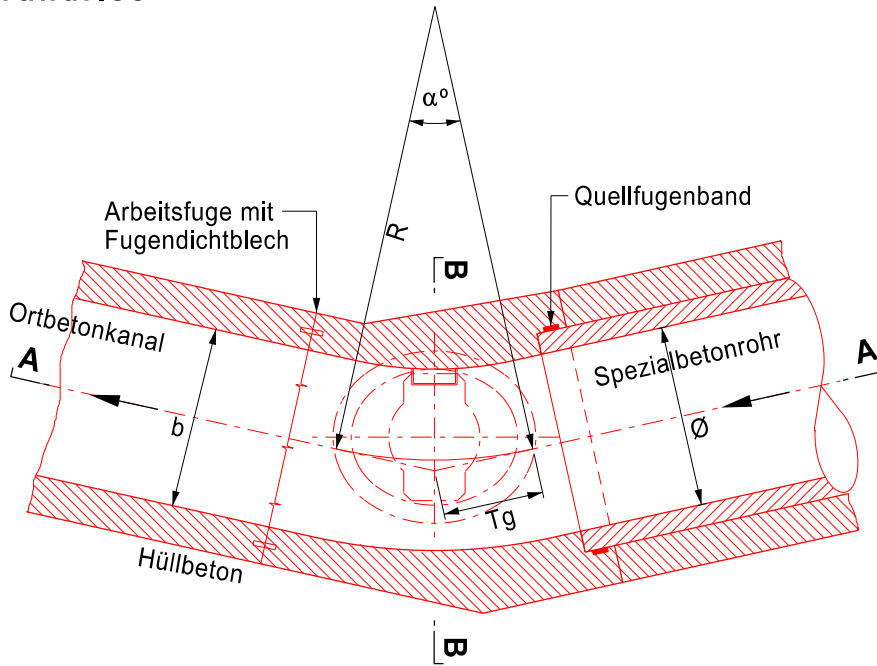 α°
R
Arbeitsfuge mit
Fugendichtblech
Quellfugenband
B
Ortbetonkanal
Spezialbetonrohr
A
A
b
Ø
Tg
Hüllbeton
B